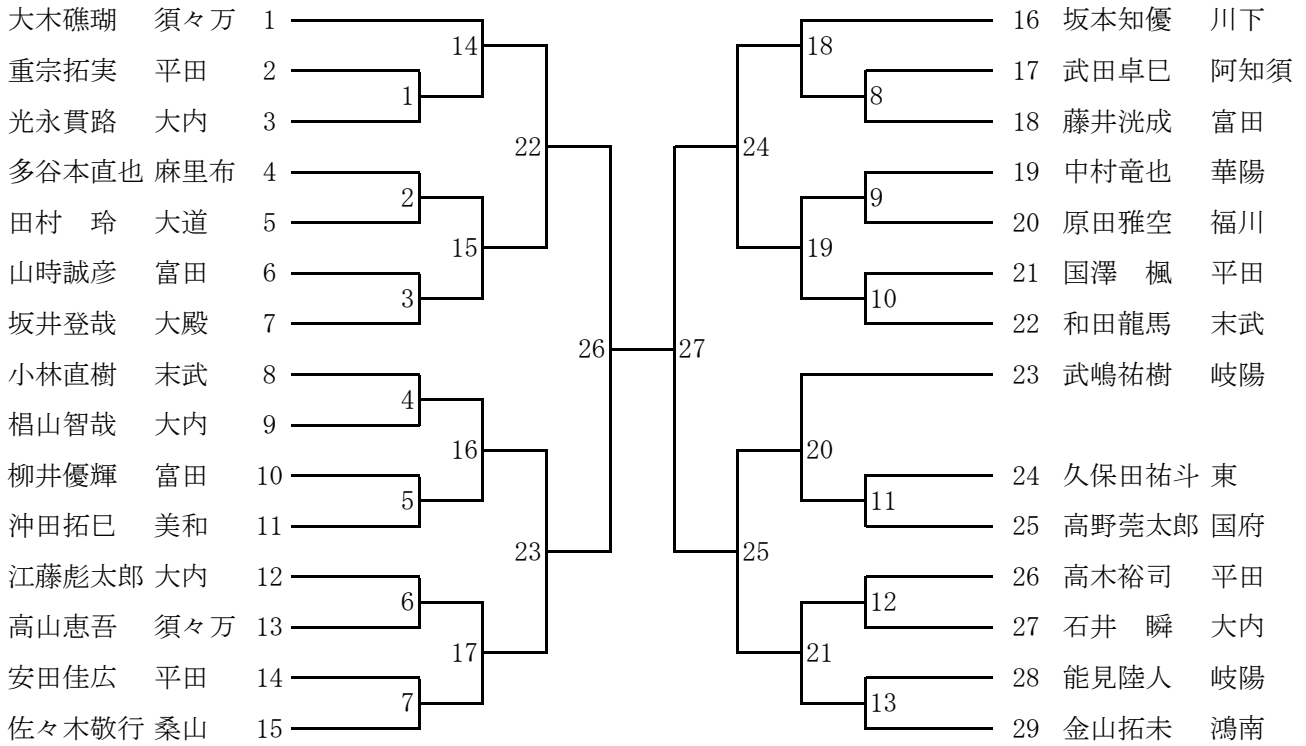 大木礁瑚 須々万 1
重宗拓実 平田 2
光永貫路 大内 3
多谷本直也 麻里布 4
田村 玲 大道 5
山時誠彦 富田 6
坂井登哉 大殿 7
小林直樹 末武 8
椙山智哉 大内 9
柳井優輝 富田 10
沖田拓巳 美和 11
江藤彪太郎 大内 12
高山恵吾 須々万 13
安田佳広 平田 14
佐々木敬行 桑山 15
1
2
3
4
5
6
7
14
15
16
17
22
23
26
27
24
25
18
19
20
21
8
9
10
11
12
13
16 坂本知優 川下
17 武田卓巳 阿知須
18 藤井洸成 富田
19 中村竜也 華陽
20 原田雅空 福川
21 国澤 楓 平田
22 和田龍馬 末武
23 武嶋祐樹 岐陽
24 久保田祐斗 東
25 高野莞太郎 国府
26 高木裕司 平田
27 石井 瞬 大内
28 能見陸人 岐陽
29 金山拓未 鴻南